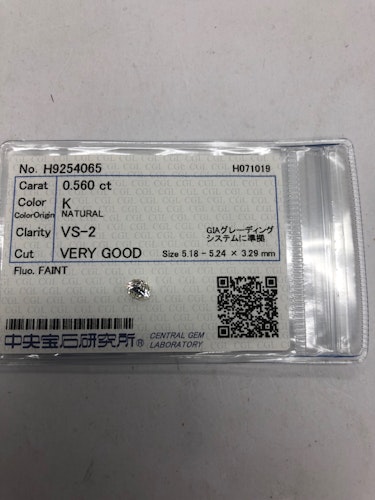 No. H9254065 H071019
Carat 0.560 ct
Color K
ColorOrigin NATURAL
Clarity VS-2 GIAグレーディング
システムに準拠
Cut VERY GOOD Size 5.18 – 5.24 × 3.29 mm
Fluo. FAINT
中央宝石研究所® CENTRAL GEM
LABORATORY